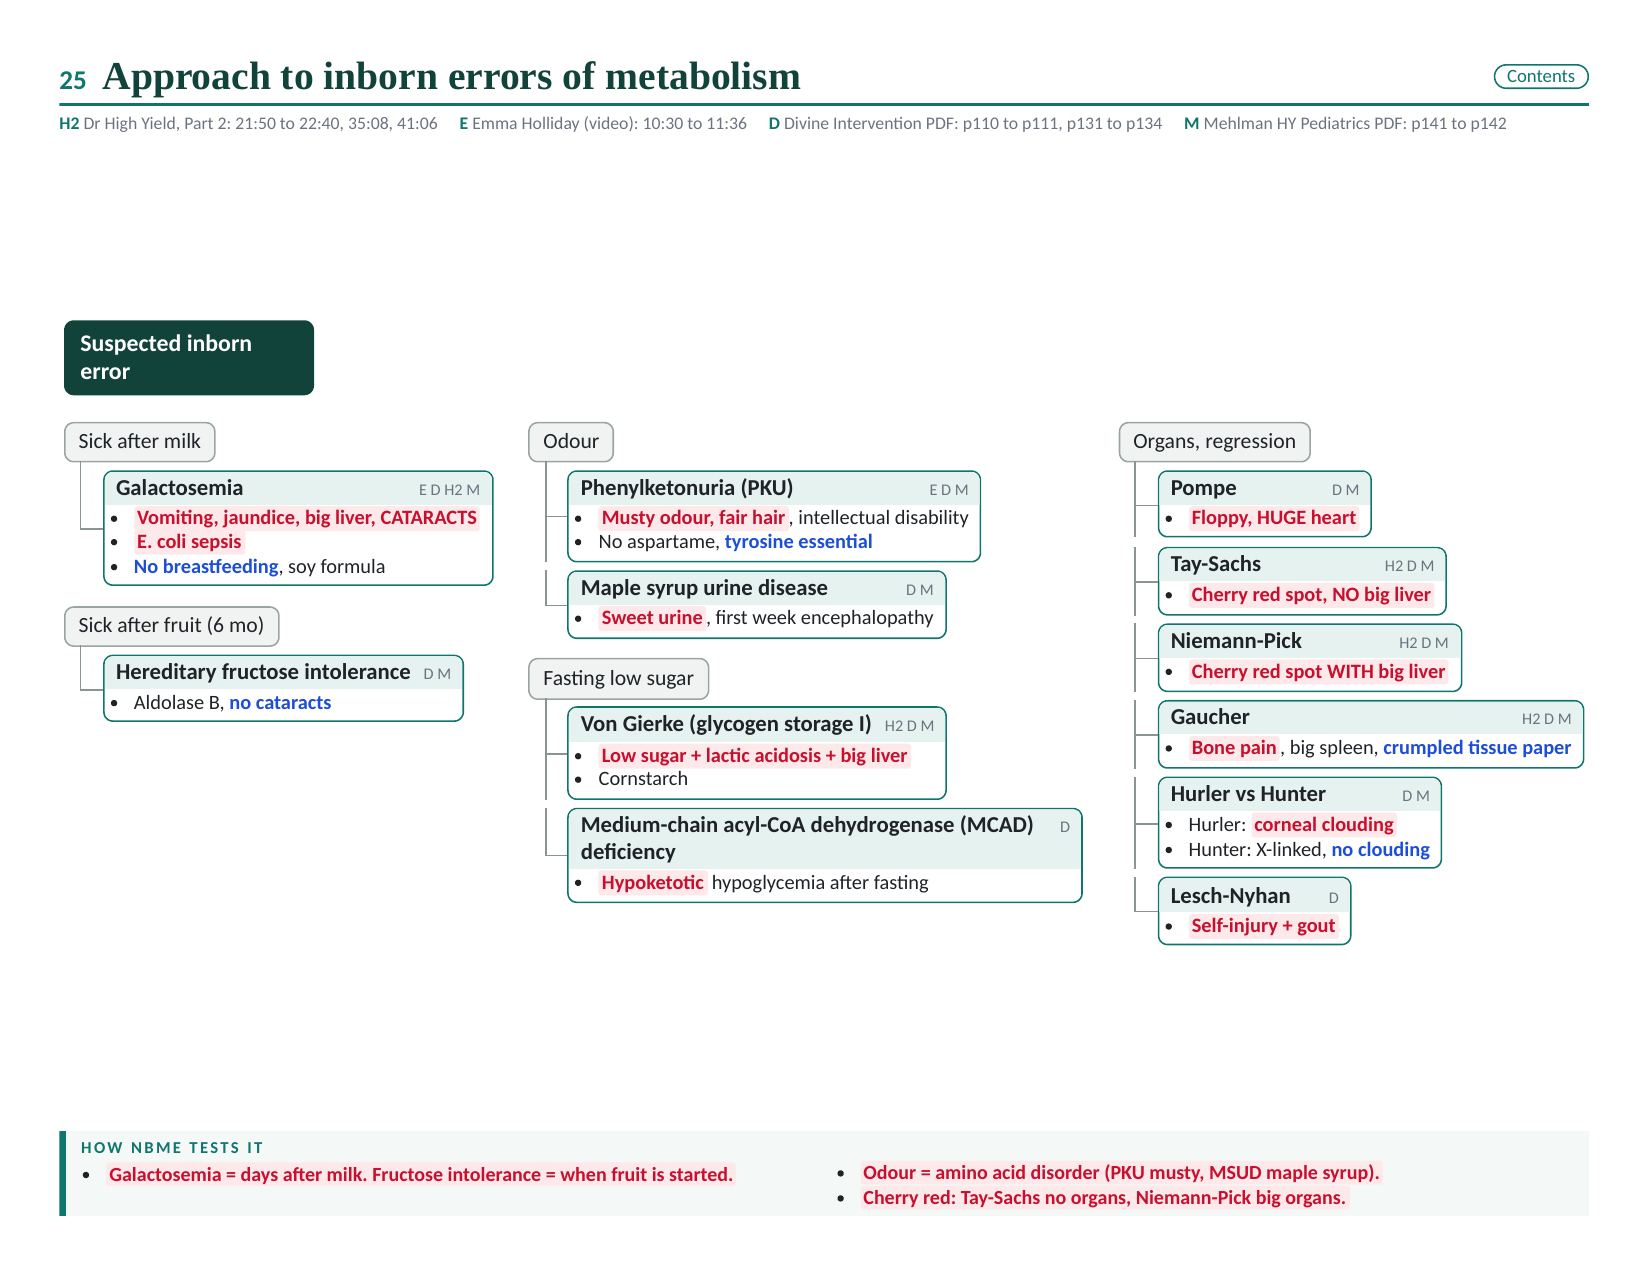 25 Approach to inborn errors of metabolism
Contents
H2 Dr High Yield, Part 2: 21:50 to 22:40, 35:08, 41:06 E Emma Holliday (video): 10:30 to 11:36 D Divine Intervention PDF: p110 to p111, p131 to p134 M Mehlman HY Pediatrics PDF: p141 to p142
Suspected inborn
error
Sick after milk
Galactosemia E D H2 M
• Vomiting, jaundice, big liver, CATARACTS
• E. coli sepsis
• No breastfeeding, soy formula
Sick after fruit (6 mo)
Hereditary fructose intolerance D M
• Aldolase B, no cataracts
Odour
Phenylketonuria (PKU) E D M
• Musty odour, fair hair, intellectual disability
• No aspartame, tyrosine essential
Maple syrup urine disease D M
• Sweet urine, first week encephalopathy
Fasting low sugar
Von Gierke (glycogen storage I) H2 D M
• Low sugar + lactic acidosis + big liver
• Cornstarch
Medium-chain acyl-CoA dehydrogenase (MCAD) D
deficiency
• Hypoketotic hypoglycemia after fasting
Organs, regression
Pompe D M
• Floppy, HUGE heart
Tay-Sachs H2 D M
• Cherry red spot, NO big liver
Niemann-Pick H2 D M
• Cherry red spot WITH big liver
Gaucher H2 D M
• Bone pain, big spleen, crumpled tissue paper
Hurler vs Hunter D M
• Hurler: corneal clouding
• Hunter: X-linked, no clouding
Lesch-Nyhan D
• Self-injury + gout
HOW NBME TESTS IT
• Galactosemia = days after milk. Fructose intolerance = when fruit is started.
• Odour = amino acid disorder (PKU musty, MSUD maple syrup).
• Cherry red: Tay-Sachs no organs, Niemann-Pick big organs.